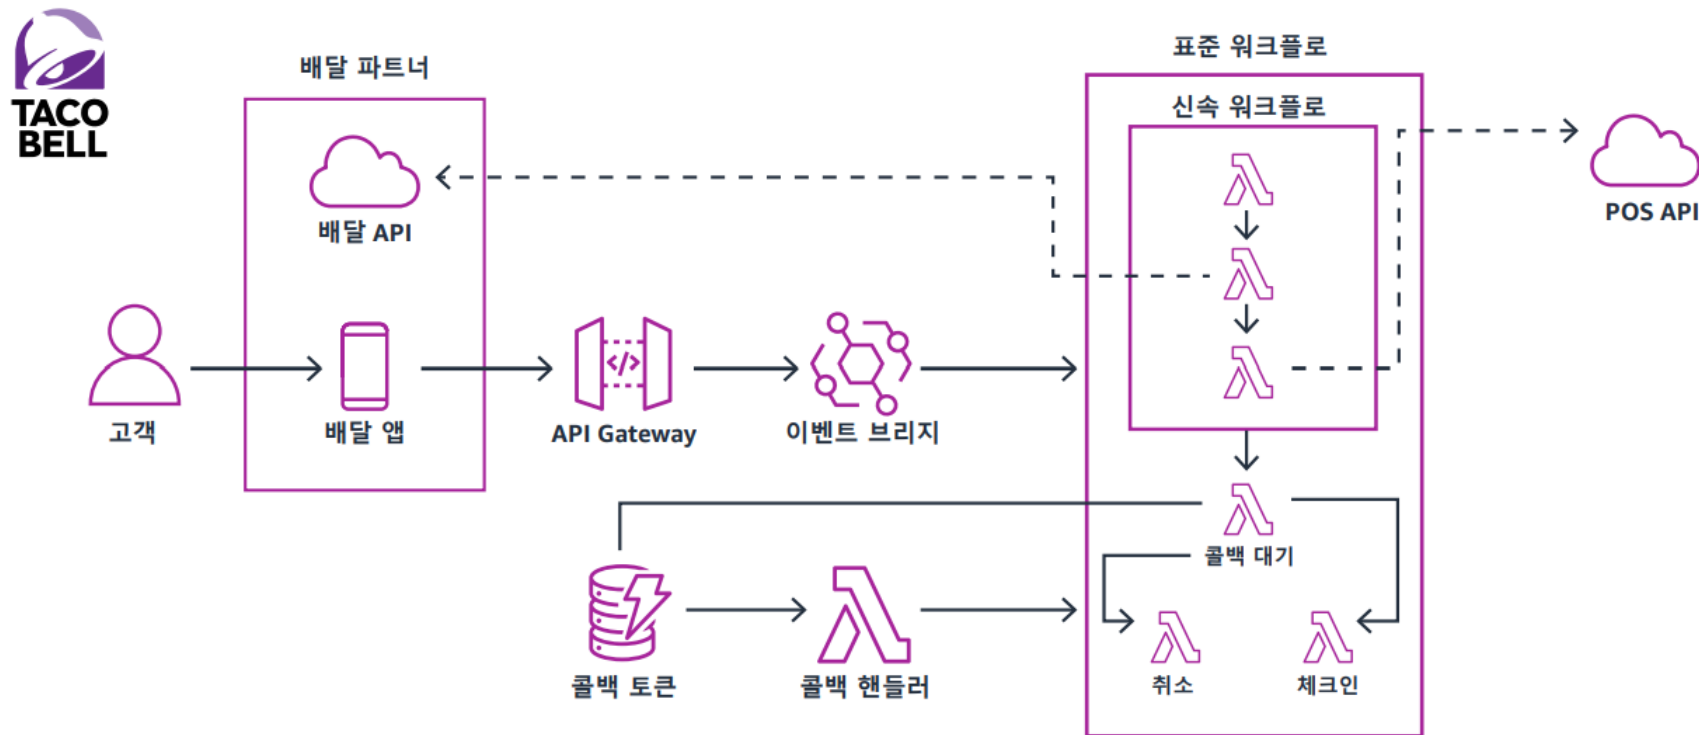 TACO
BELL
배달 파트너
배달 API
고객
배달 앱
API Gateway
</>
이벤트 브리지
표준 워크플로
신속 워크플로
POS API
콜백 대기
콜백 토큰
콜백 핸들러
취소
체크인